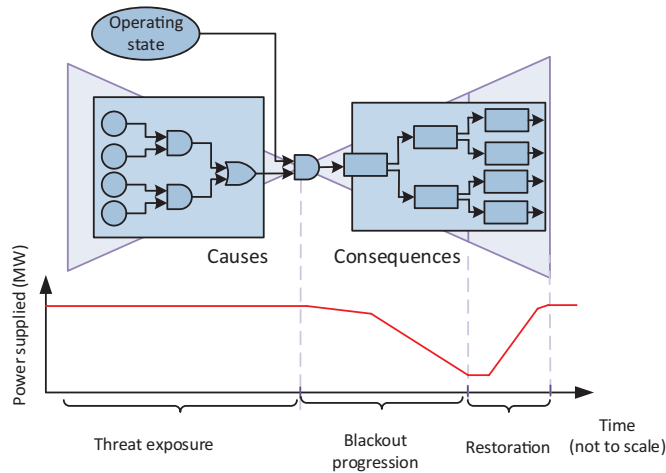 Operating
state
Causes
Consequences
Power supplied (MW)
Threat exposure
Blackout
progression
Restoration
Time
(not to scale)